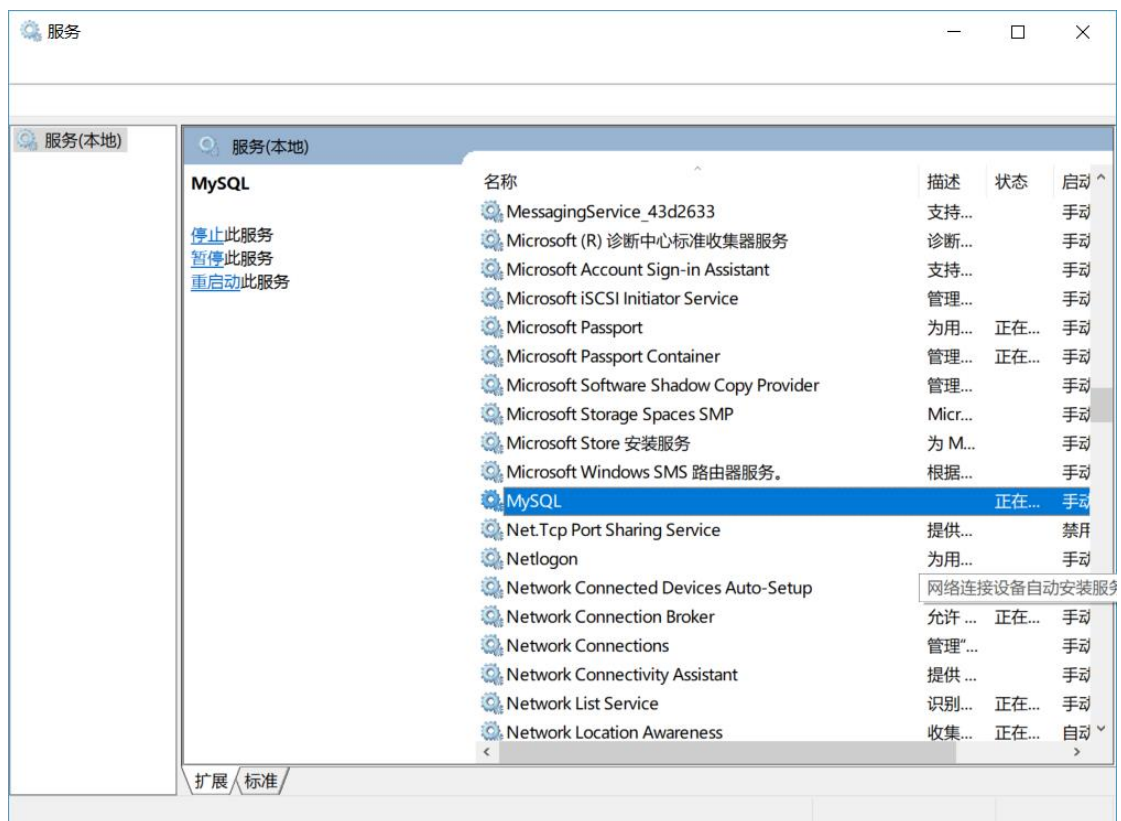 服务
服务(本地)
服务(本地)
MySQL
停止此服务
暂停此服务
重启动此服务
名称 描述 状态 启动
MessagingService_43d2633 支持... 手动
Microsoft (R) 诊断中心标准收集器服务 诊断... 手动
Microsoft Account Sign-in Assistant 支持... 手动
Microsoft iSCSI Initiator Service 管理... 手动
Microsoft Passport 为用... 正在... 手动
Microsoft Passport Container 管理... 正在... 手动
Microsoft Software Shadow Copy Provider 管理... 手动
Microsoft Storage Spaces SMP Micr... 手动
Microsoft Store 安装服务 为 M... 手动
Microsoft Windows SMS 路由器服务。 根据... 手动
MySQL 正在... 手动
Net.Tcp Port Sharing Service 提供... 禁用
Netlogon 为用... 手动
Network Connected Devices Auto-Setup 网络连接设备自动安装服务
Network Connection Broker 允许 ... 正在... 手动
Network Connections 管理“... 手动
Network Connectivity Assistant 提供 ... 手动
Network List Service 识别... 正在... 手动
Network Location Awareness 收集... 正在... 自动
扩展 标准